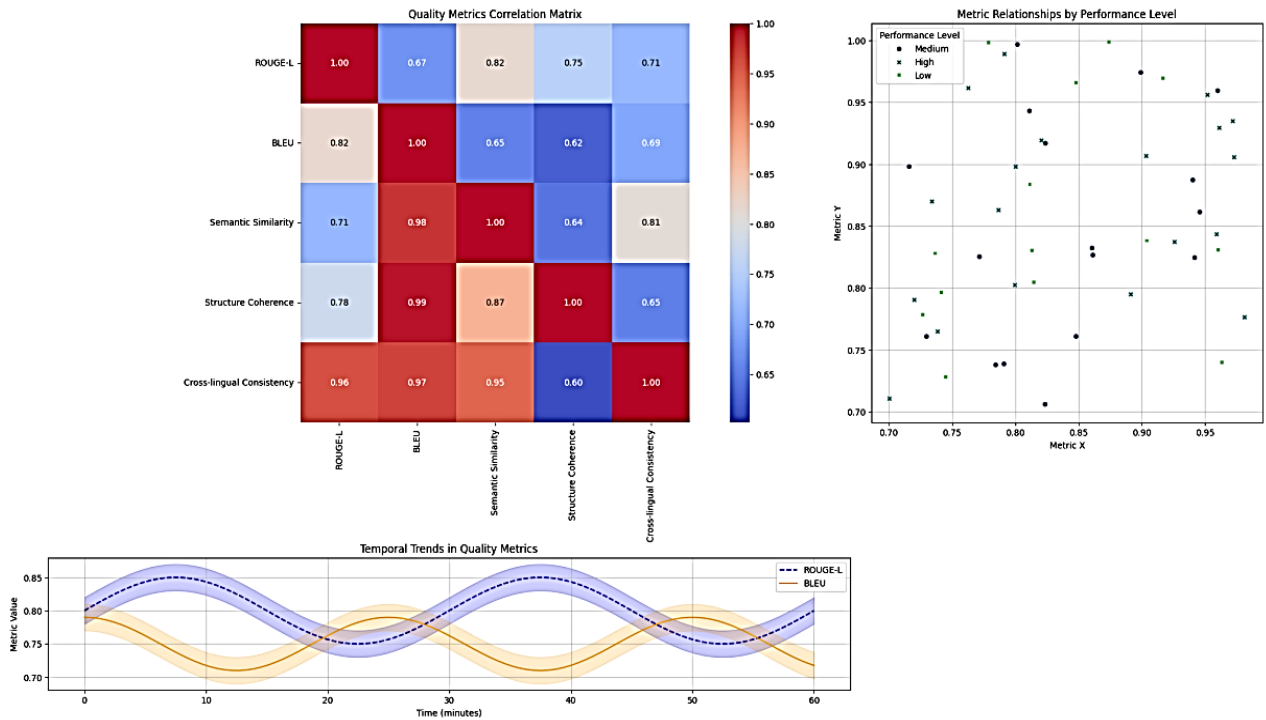 Quality Metrics Correlation Matrix
ROUGE-L 1.00 0.67 0.82 0.75 0.71
BLEU 0.82 1.00 0.65 0.62 0.69
Semantic Similarity 0.71 0.98 1.00 0.64 0.81
Structure Coherence 0.78 0.99 0.87 1.00 0.65
Cross-lingual Consistency 0.96 0.97 0.95 0.60 1.00
ROUGE-L
BLEU
Semantic Similarity
Structure Coherence
Cross-lingual Consistency
1.00
0.95
0.90
0.85
0.80
0.75
0.70
0.65
Metric Relationships by Performance Level
Performance Level
Medium
High
Low
Metric Y
1.00
0.95
0.90
0.85
0.80
0.75
0.70
0.70 0.75 0.80 0.85 0.90 0.95
Metric X
Temporal Trends in Quality Metrics
ROUGE-L
BLEU
Metric Value
0.85
0.80
0.75
0.70
0 10 20 30 40 50 60
Time (minutes)